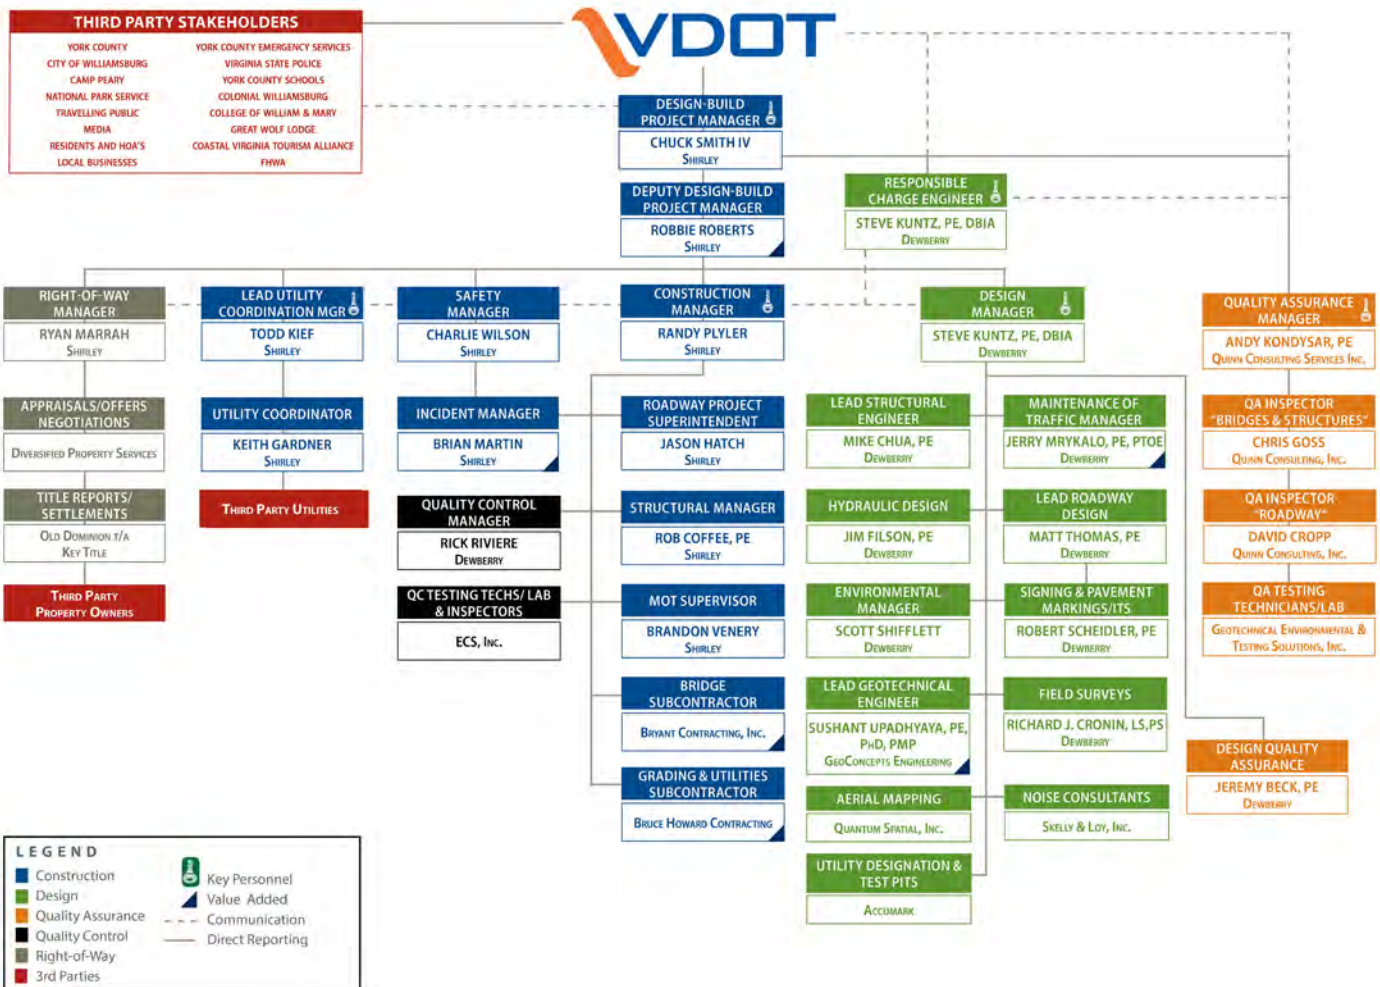 THIRD PARTY STAKEHOLDERS
YORK COUNTY
CITY OF WILLIAMSBURG
CAMP PEARY
NATIONAL PARK SERVICE
TRAVELLING PUBLIC
MEDIA
RESIDENTS AND HOA'S
LOCAL BUSINESSES
YORK COUNTY EMERGENCY SERVICES
VIRGINIA STATE POLICE
YORK COUNTY SCHOOLS
COLONIAL WILLIAMSBURG
COLLEGE OF WILLIAM & MARY
GREAT WOLF LODGE
COASTAL VIRGINIA TOURISM ALLIANCE
FHWA
VDOT
DESIGN-BUILD
PROJECT MANAGER
CHUCK SMITH IV
SHIRLEY
DEPUTY DESIGN-BUILD
PROJECT MANAGER
ROBBIE ROBERTS
SHIRLEY
RESPONSIBLE
CHARGE ENGINEER
STEVE KUNTZ, PE, DBIA
DEWBERRY
RIGHT-OF-WAY
MANAGER
RYAN MARRAH
SHIRLEY
APPRAISALS/OFFERS
NEGOTIATIONS
DIVERSIFIED PROPERTY SERVICES
TITLE REPORTS/
SETTLEMENTS
OLD DOMINION T/A
KEY TITLE
THIRD PARTY
PROPERTY OWNERS
LEAD UTILITY
COORDINATION MGR
TODD KIEF
SHIRLEY
UTILITY COORDINATOR
KEITH GARDNER
SHIRLEY
THIRD PARTY UTILITIES
SAFETY
MANAGER
CHARLIE WILSON
SHIRLEY
INCIDENT MANAGER
BRIAN MARTIN
SHIRLEY
QUALITY CONTROL
MANAGER
RICK RIVIERE
DEWBERRY
QC TESTING TECHS/ LAB
& INSPECTORS
ECS, INC.
CONSTRUCTION
MANAGER
RANDY PLYLER
SHIRLEY
ROADWAY PROJECT
SUPERINTENDENT
JASON HATCH
SHIRLEY
STRUCTURAL MANAGER
ROB COFFEE, PE
SHIRLEY
MOT SUPERVISOR
BRANDON VENERY
SHIRLEY
BRIDGE
SUBCONTRACTOR
BRYANT CONTRACTING, INC.
GRADING & UTILITIES
SUBCONTRACTOR
BRUCE HOWARD CONTRACTING
DESIGN
MANAGER
STEVE KUNTZ, PE, DBIA
DEWBERRY
LEAD STRUCTURAL
ENGINEER
MIKE CHUA, PE
DEWBERRY
HYDRAULIC DESIGN
JIM FILSON, PE
DEWBERRY
ENVIRONMENTAL
MANAGER
SCOTT SHIFFLETT
DEWBERRY
LEAD GEOTECHNICAL
ENGINEER
SUSHANT UPADHYAYA, PE,
PHD, PMP
GEOCONCEPTS ENGINEERING
AERIAL MAPPING
QUANTUM SPATIAL, INC.
UTILITY DESIGNATION &
TEST PITS
ACCUMARK
MAINTENANCE OF
TRAFFIC MANAGER
JERRY MRYKALO, PE, PTOE
DEWBERRY
LEAD ROADWAY
DESIGN
MATT THOMAS, PE
DEWBERRY
SIGNING & PAVEMENT
MARKINGS/ITS
ROBERT SCHEIDLER, PE
DEWBERRY
FIELD SURVEYS
RICHARD J. CRONIN, LS,PS
DEWBERRY
NOISE CONSULTANTS
SKELLY & LOY, INC.
QUALITY ASSURANCE
MANAGER
ANDY KONDYSAR, PE
QUINN CONSULTING SERVICES INC.
QA INSPECTOR
"BRIDGES & STRUCTURES"
CHRIS GOSS
QUINN CONSULTING, INC.
QA INSPECTOR
"ROADWAY"
DAVID CROPP
QUINN CONSULTING, INC.
QA TESTING
TECHNICIANS/LAB
GEOTECHNICAL ENVIRONMENTAL &
TESTING SOLUTIONS, INC.
DESIGN QUALITY
ASSURANCE
JEREMY BECK, PE
DEWBERRY
LEGEND
Construction
Design
Quality Assurance
Quality Control
Right-of-Way
3rd Parties
Key Personnel
Value Added
Communication
Direct Reporting